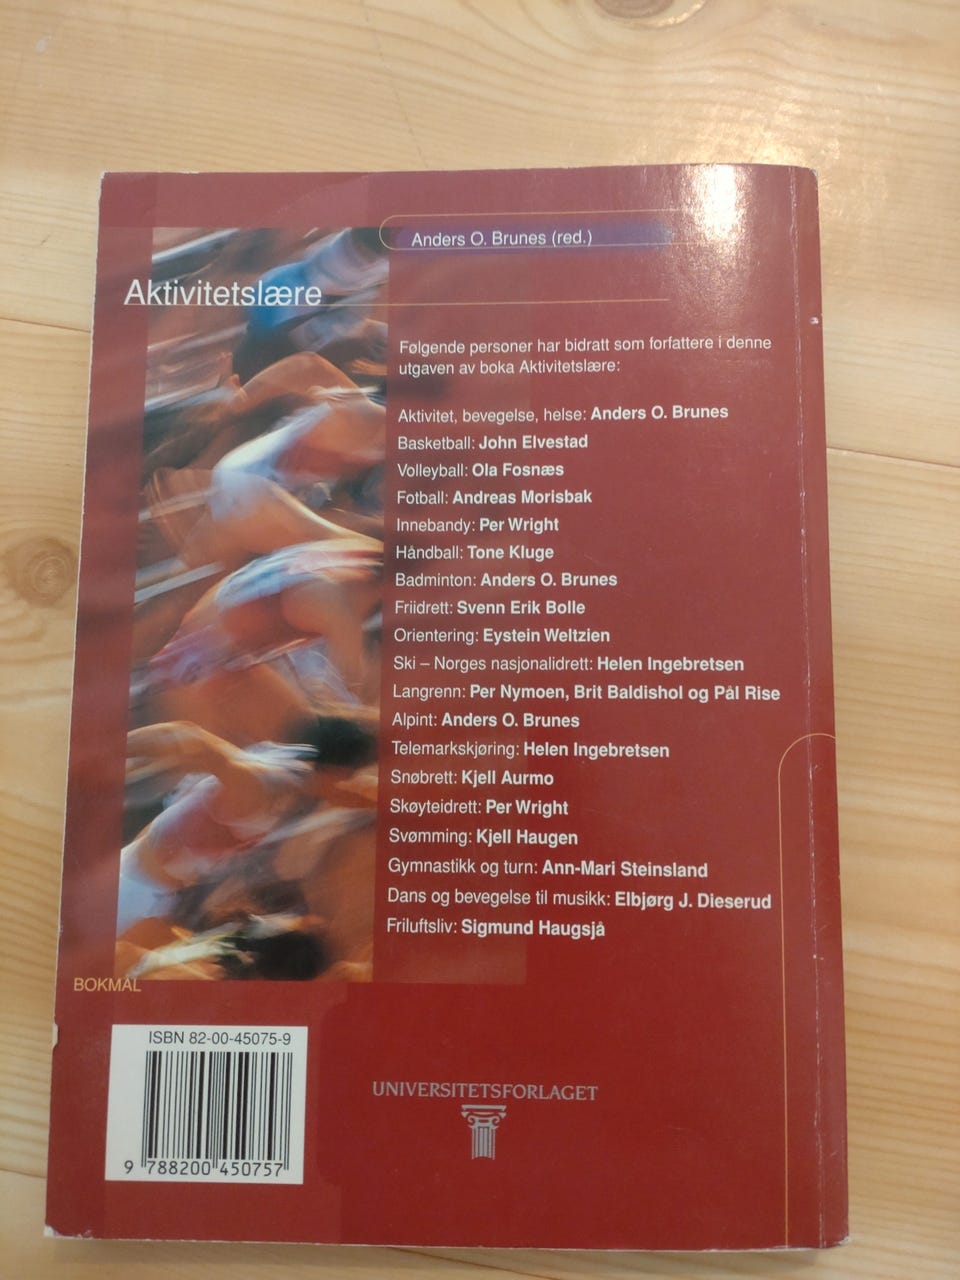 Anders O. Brunes (red.)
Aktivitetslære
Følgende personer har bidratt som forfattere i denne
utgaven av boka Aktivitetslære:
Aktivitet, bevegelse, helse: Anders O. Brunes
Basketball: John Elvestad
Volleyball: Ola Fosnæs
Fotball: Andreas Morisbak
Innebandy: Per Wright
Håndball: Tone Kluge
Badminton: Anders O. Brunes
Friidrett: Svenn Erik Bolle
Orientering: Eystein Weltzien
Ski – Norges nasjonalidrett: Helen Ingebretsen
Langrenn: Per Nymoen, Brit Baldishol og Pål Rise
Alpint: Anders O. Brunes
Telemarkskjøring: Helen Ingebretsen
Snøbrett: Kjell Aurmo
Skøyteidrett: Per Wright
Svømming: Kjell Haugen
Gymnastikk og turn: Ann-Mari Steinsland
Dans og bevegelse til musikk: Elbjørg J. Dieserud
Friluftsliv: Sigmund Haugsjå
BOKMÅL
ISBN 82-00-45075-9
9 788200 450757
UNIVERSITETSFORLAGET